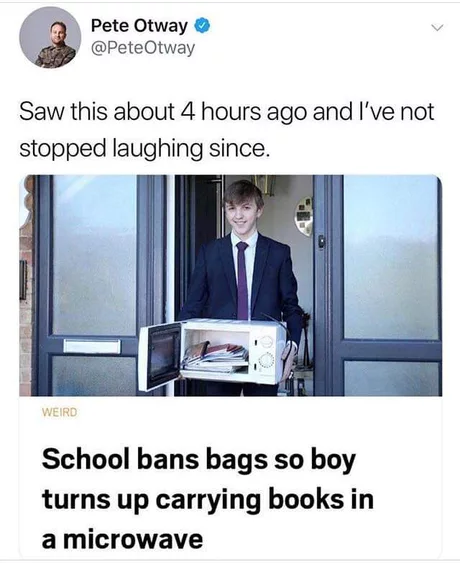 Pete Otway
@PeteOtway
Saw this about 4 hours ago and I've not
stopped laughing since.
WEIRD
School bans bags so boy
turns up carrying books in
a microwave